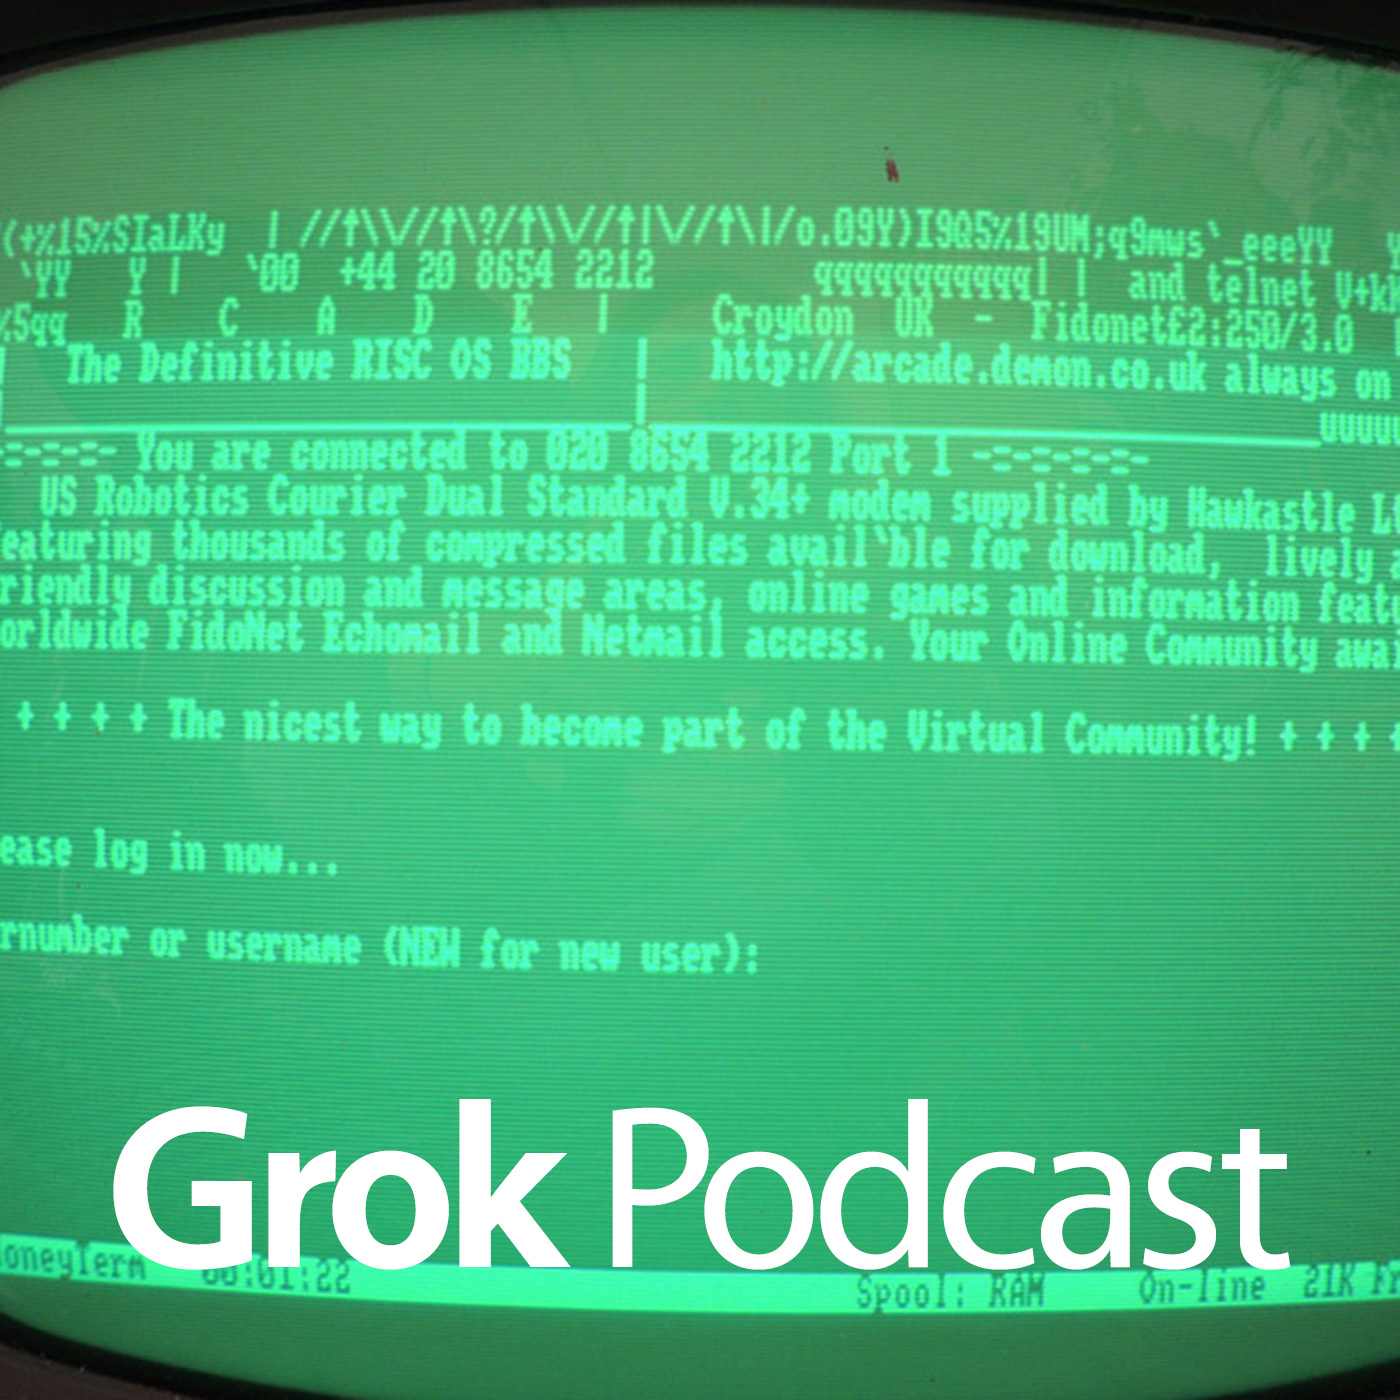 (+%15%SIaLKy | //↑\\//↑\?/↑\\//↑|\//↑\|/o.09Y)I9Q5%19UM;q9mws`_eeeYY
`YY Y | `00 +44 20 8654 2212 qqqqqqqqqqq| | and telnet V+k
%5qq R C A D E | Croydon UK - Fidonet£2:250/3.0
| The Definitive RISC OS BBS | http://arcade.demon.co.uk always on
| | uuuu
=-=-=- You are connected to 020 8654 2212 Port 1 -=-=-=-=-
US Robotics Courier Dual Standard V.34+ modem supplied by Hawkastle L
eaturing thousands of compressed files avail`ble for download, lively
riendly discussion and message areas, online games and information feat
orldwide FidoNet Echomail and Netmail access. Your Online Community awa
+ + + + The nicest way to become part of the Virtual Community! + + + +
ease log in now...
rnumber or username (NEW for new user):
Grok Podcast
oneyTerm 00:01:22 Spool: RAM On-line 21K Fr